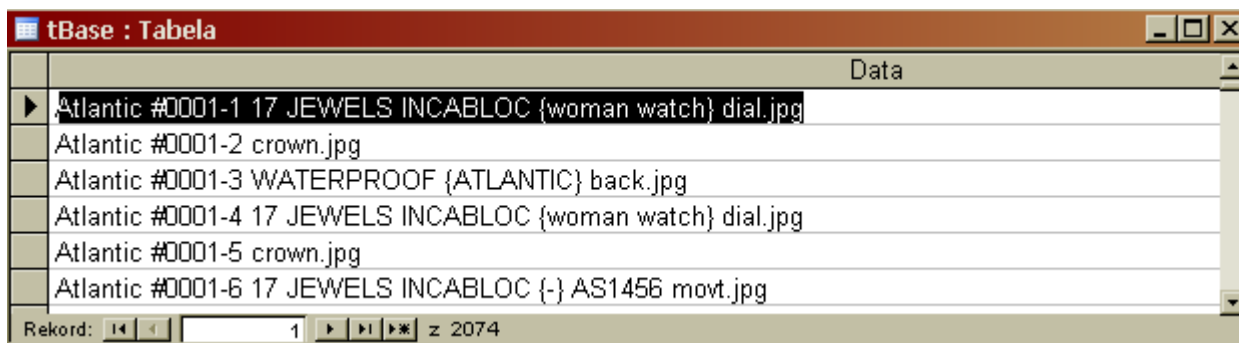 tBase : Tabela
Data
Atlantic #0001-1 17 JEWELS INCABLOC {woman watch} dial.jpg
Atlantic #0001-2 crown.jpg
Atlantic #0001-3 WATERPROOF {ATLANTIC} back.jpg
Atlantic #0001-4 17 JEWELS INCABLOC {woman watch} dial.jpg
Atlantic #0001-5 crown.jpg
Atlantic #0001-6 17 JEWELS INCABLOC {-} AS1456 movt.jpg
Rekord: 1 z 2074